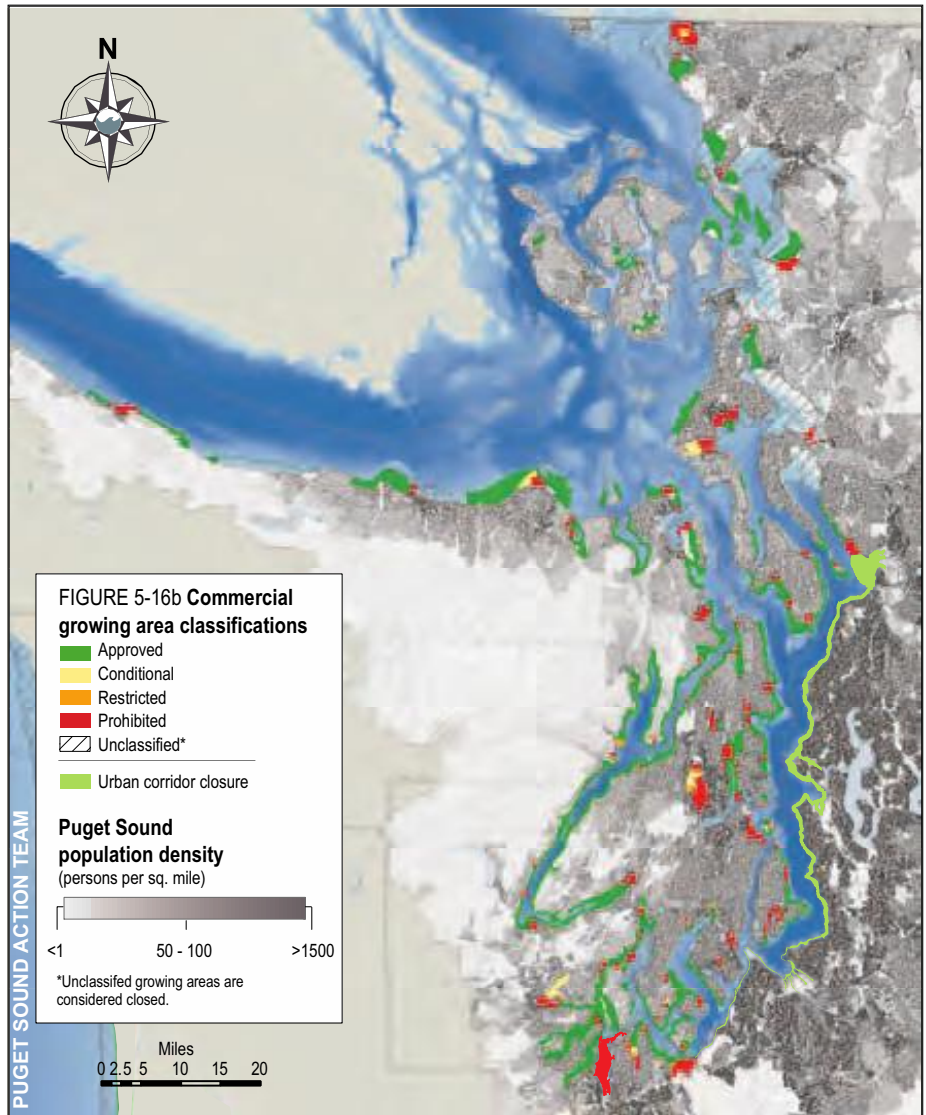 N
FIGURE 5-16b Commercial
growing area classifications
Approved
Conditional
Restricted
Prohibited
Unclassified*
Urban corridor closure
Puget Sound
population density
(persons per sq. mile)
<1 50 - 100 >1500
*Unclassifed growing areas are
considered closed.
Miles
0 2.5 5 10 15 20
PUGET SOUND ACTION TEAM